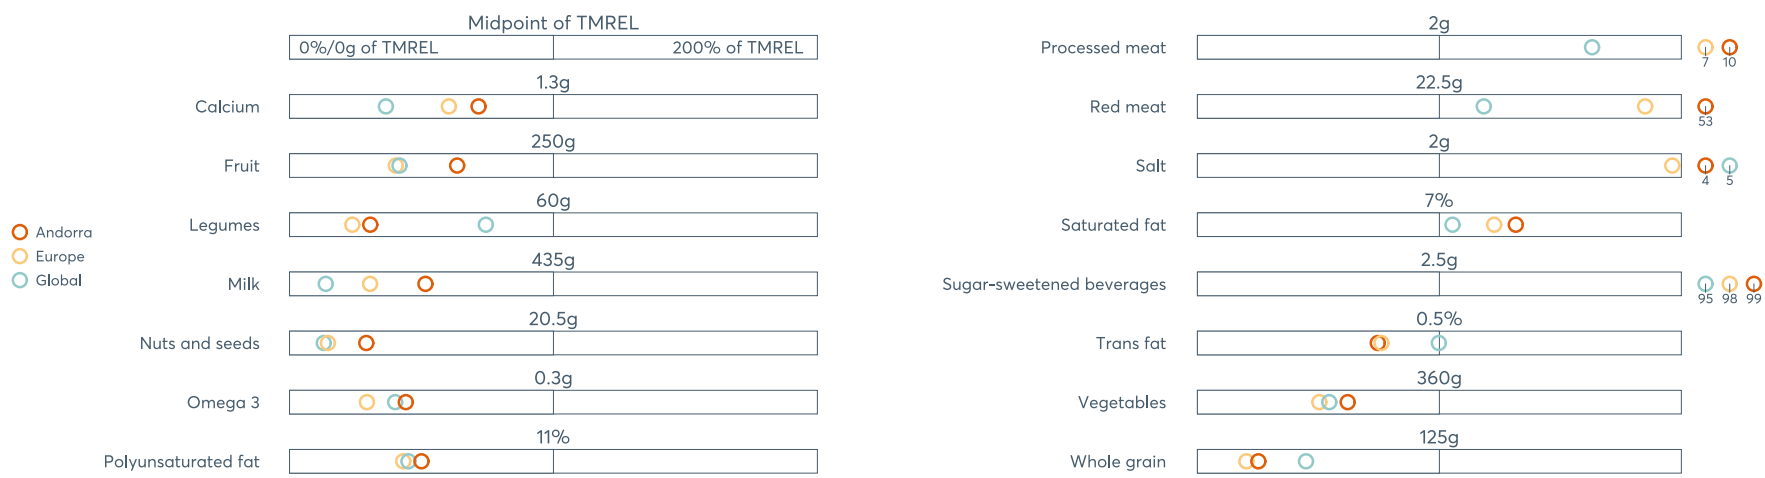 Midpoint of TMREL
0%/0g of TMREL 200% of TMREL
1.3g
Calcium
250g
Fruit
60g
Legumes
435g
Milk
20.5g
Nuts and seeds
0.3g
Omega 3
11%
Polyunsaturated fat
Andorra
Europe
Global
2g
Processed meat
7 10
22.5g
Red meat
53
2g
Salt
4 5
7%
Saturated fat
2.5g
Sugar-sweetened beverages
95 98 99
0.5%
Trans fat
360g
Vegetables
125g
Whole grain